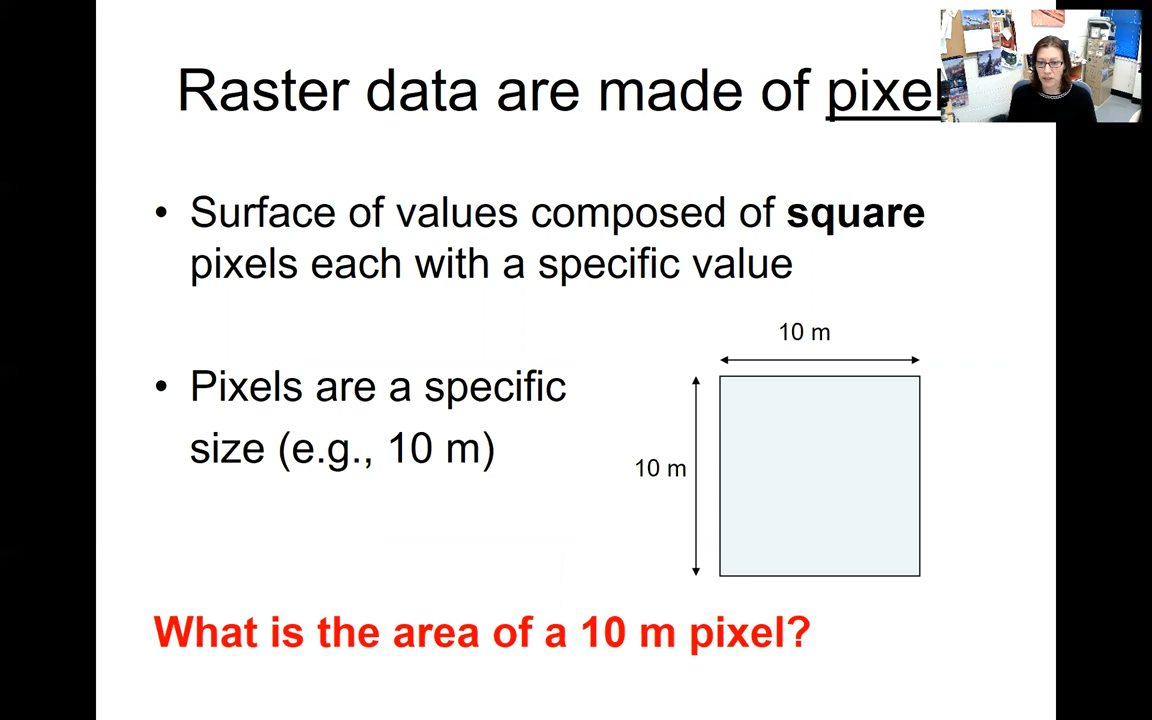 Raster data are made of pixel
• Surface of values composed of square
pixels each with a specific value
10 m
• Pixels are a specific
size (e.g., 10 m)
10 m
What is the area of a 10 m pixel?